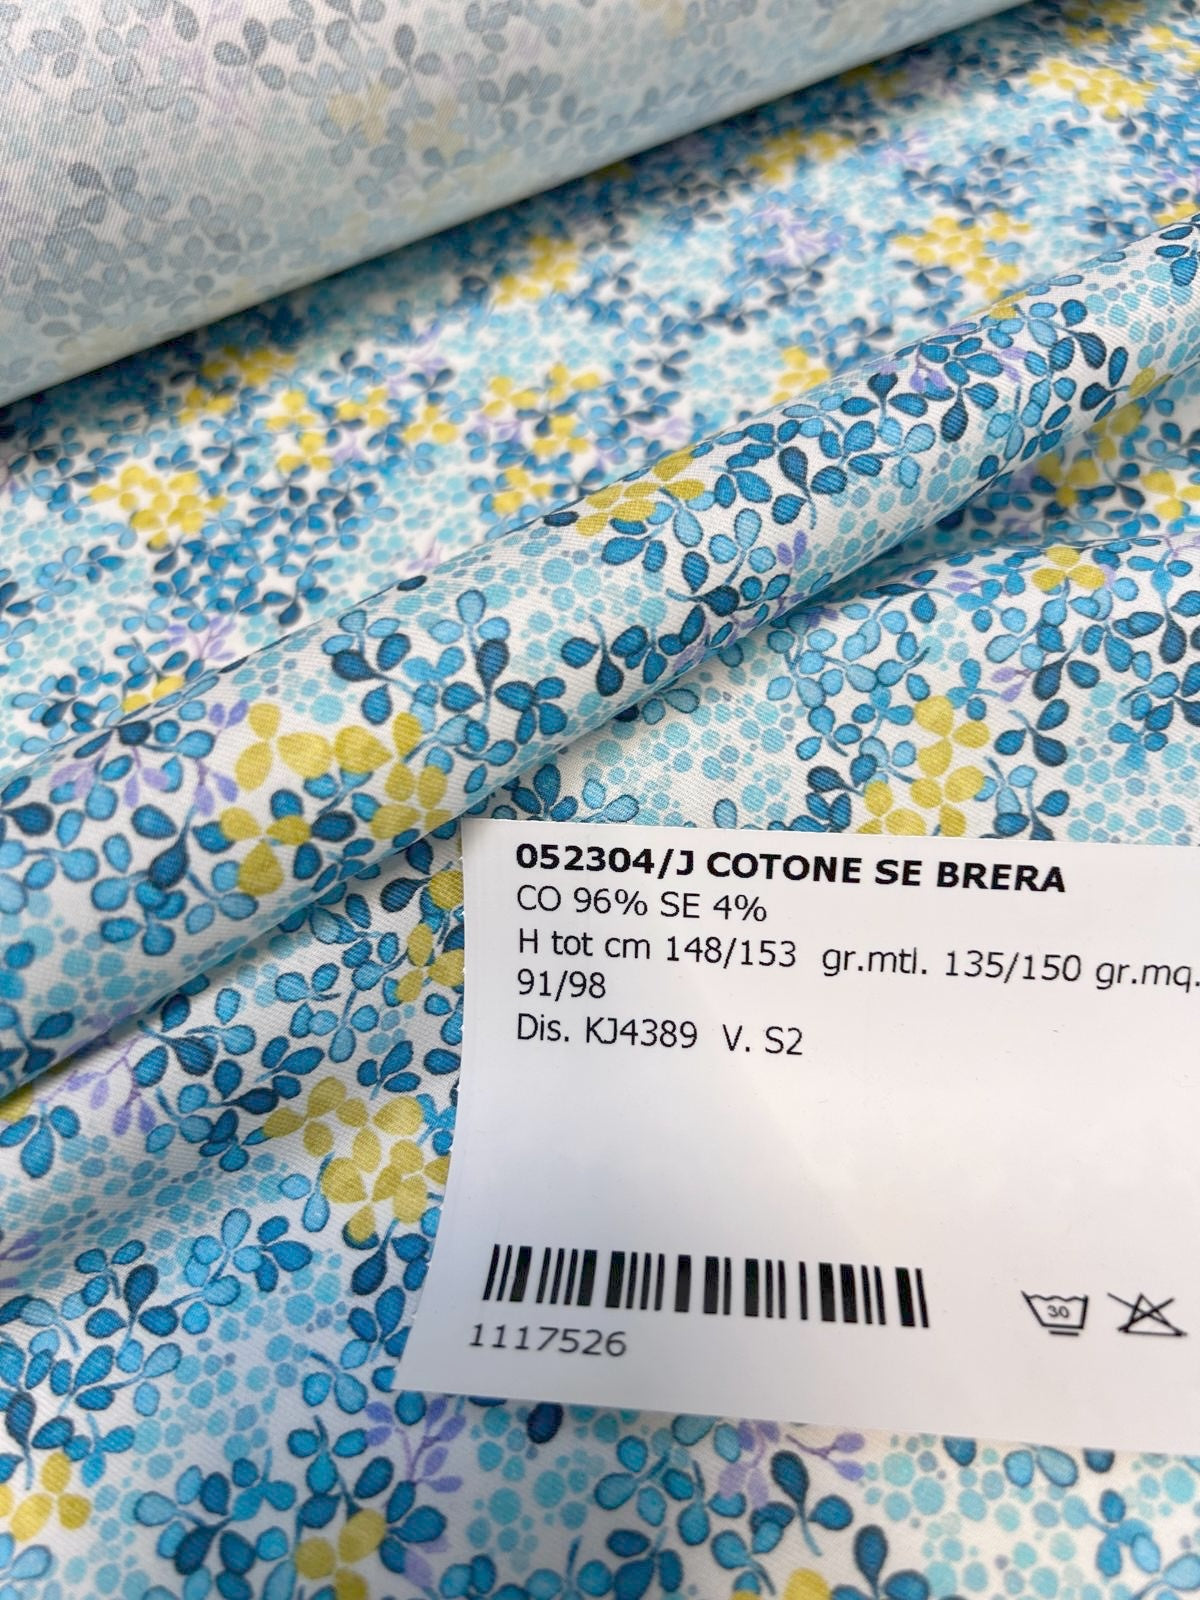 052304/J COTONE SE BRERA
CO 96% SE 4%
H tot cm 148/153 gr.mtl. 135/150 gr.mq.
91/98
Dis. KJ4389 V. S2
1117526
30